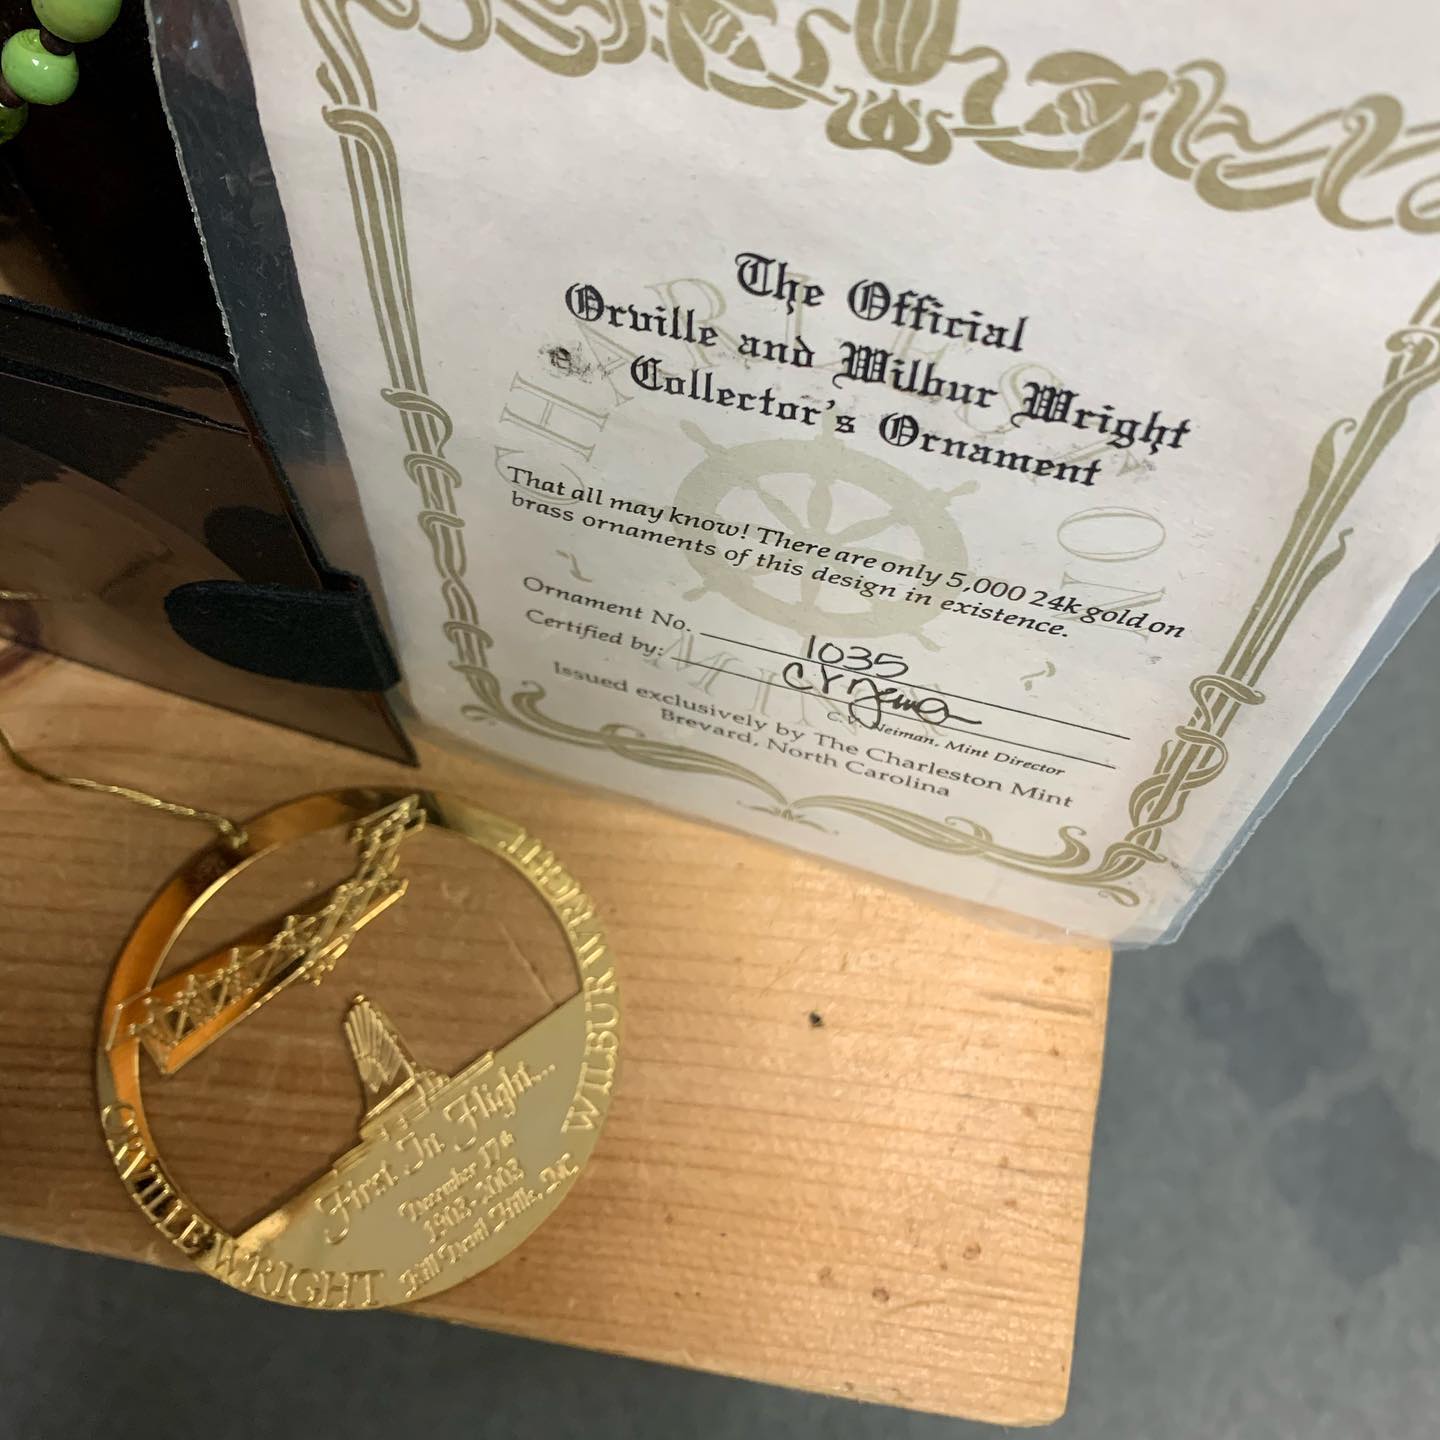 The Official
Orville and Wilbur Wright
Collector's Ornament
That all may know! There are only 5,000 24k gold on
brass ornaments of this design in existence.
Ornament No. 1035
Certified by:
C.V. Neiman, Mint Director
Issued exclusively by The Charleston Mint
Brevard, North Carolina
CHARLESTON
MINT
ORVILLE WRIGHT
WILBUR WRIGHT
First In Flight...
December 17th
1903-2003
Kill Devil Hills, NC